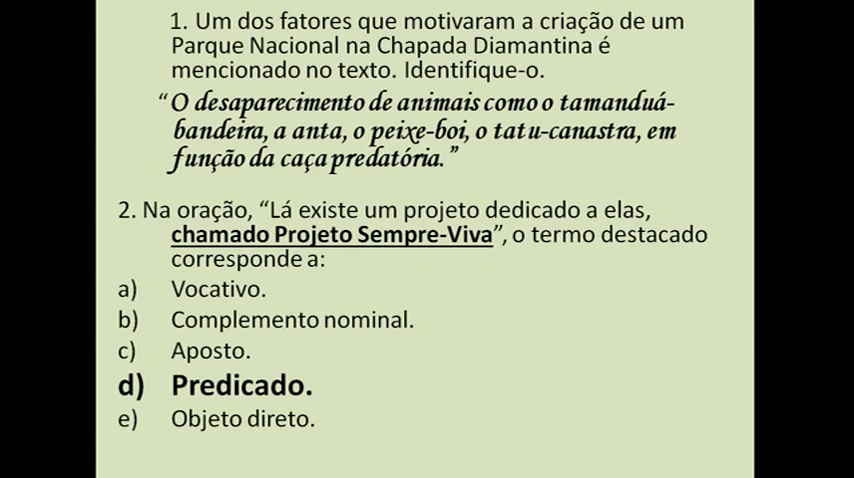 1. Um dos fatores que motivaram a criação de um
Parque Nacional na Chapada Diamantina é
mencionado no texto. Identifique-o.
“O desaparecimento de animais como o tamanduá-
bandeira, a anta, o peixe-boi, o tatu-canastra, em
função da caça predatória.”
2. Na oração, “Lá existe um projeto dedicado a elas,
chamado Projeto Sempre-Viva”, o termo destacado
corresponde a:
a) Vocativo.
b) Complemento nominal.
c) Aposto.
d) Predicado.
e) Objeto direto.